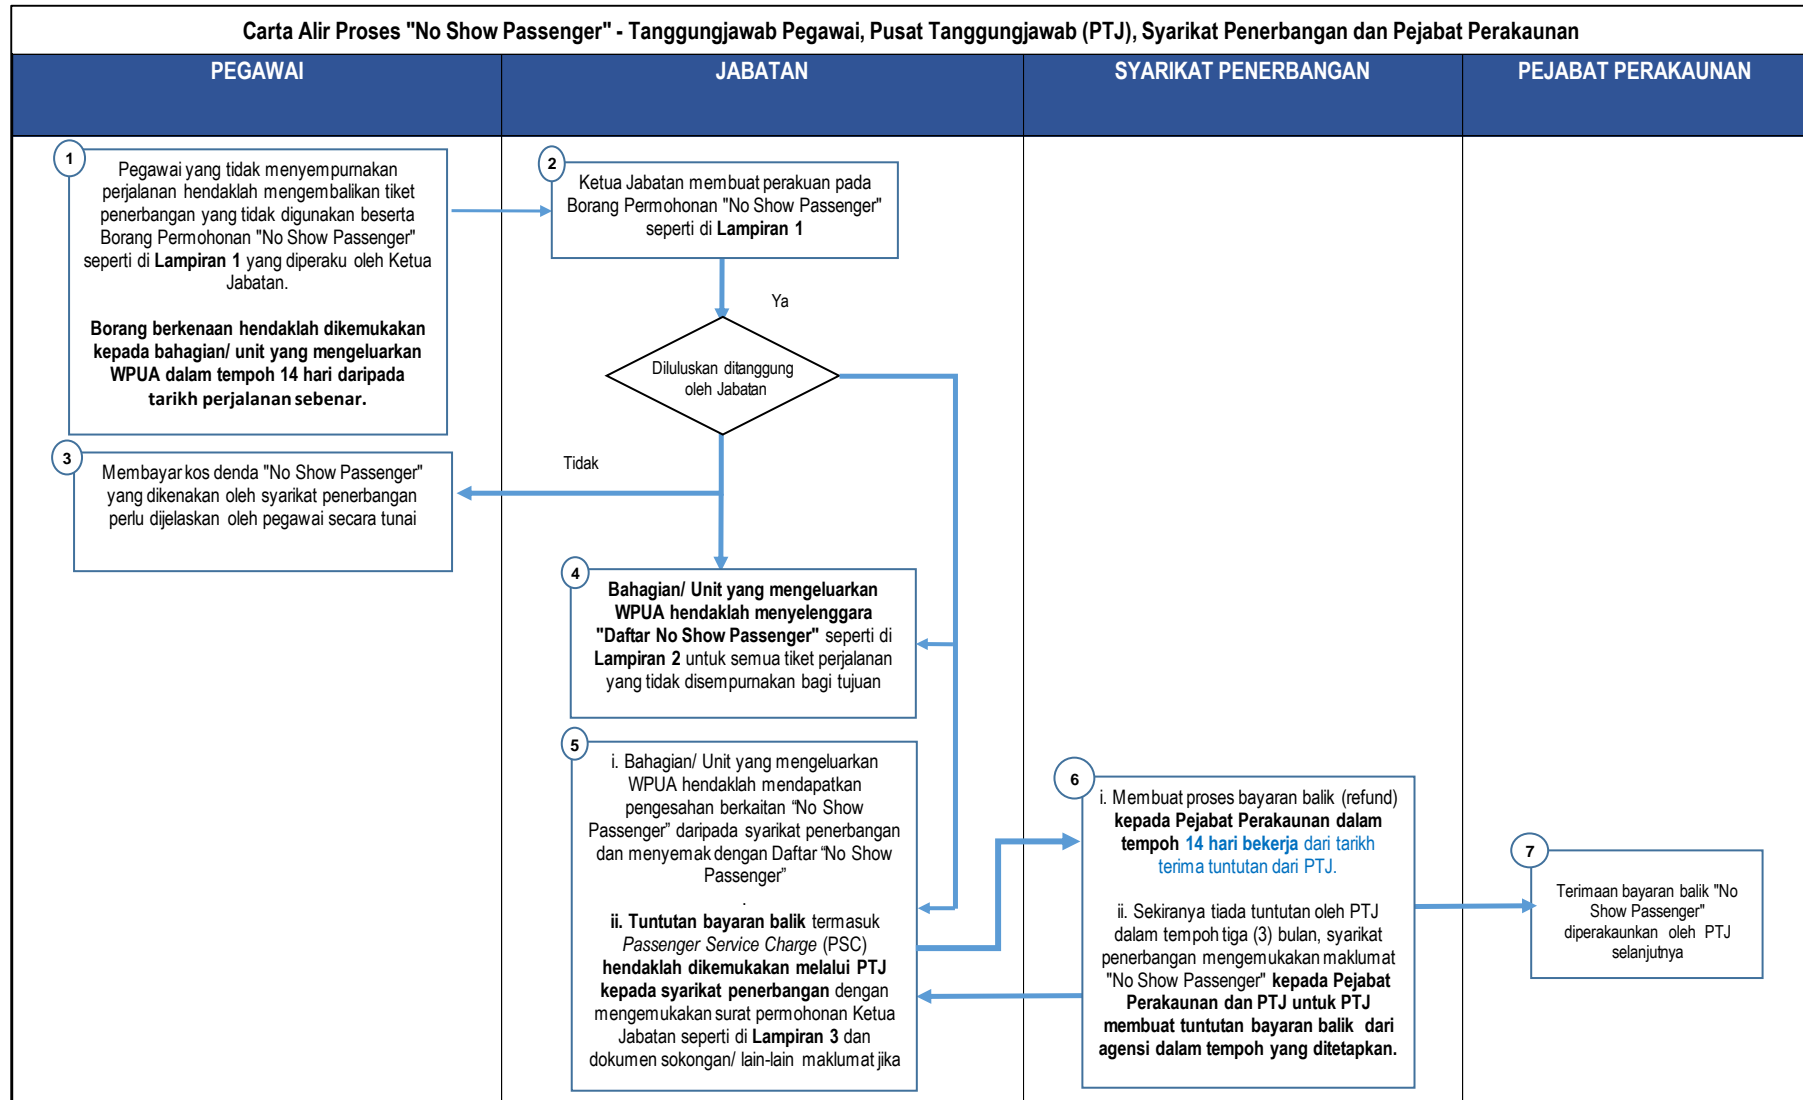 Carta Alir Proses "No Show Passenger" - Tanggungjawab Pegawai, Pusat Tanggungjawab (PTJ), Syarikat Penerbangan dan Pejabat Perakaunan
PEGAWAI
JABATAN
SYARIKAT PENERBANGAN
PEJABAT PERAKAUNAN
1
Pegawai yang tidak menyempurnakan
perjalanan hendaklah mengembalikan tiket
penerbangan yang tidak digunakan beserta
Borang Permohonan "No Show Passenger"
seperti di Lampiran 1 yang diperaku oleh Ketua
Jabatan.
Borang berkenaan hendaklah dikemukakan
kepada bahagian/ unit yang mengeluarkan
WPUA dalam tempoh 14 hari daripada
tarikh perjalanan sebenar.
2
Ketua Jabatan membuat perakuan pada
Borang Permohonan "No Show Passenger"
seperti di Lampiran 1
Ya
Diluluskan ditanggung
oleh Jabatan
Tidak
3
Membayar kos denda "No Show Passenger"
yang dikenakan oleh syarikat penerbangan
perlu dijelaskan oleh pegawai secara tunai
4
Bahagian/ Unit yang mengeluarkan
WPUA hendaklah menyelenggara
"Daftar No Show Passenger" seperti di
Lampiran 2 untuk semua tiket perjalanan
yang tidak disempurnakan bagi tujuan
5
i. Bahagian/ Unit yang mengeluarkan
WPUA hendaklah mendapatkan
pengesahan berkaitan “No Show
Passenger” daripada syarikat penerbangan
dan menyemak dengan Daftar “No Show
Passenger”
.
ii. Tuntutan bayaran balik termasuk
Passenger Service Charge (PSC)
hendaklah dikemukakan melalui PTJ
kepada syarikat penerbangan dengan
mengemukakan surat permohonan Ketua
Jabatan seperti di Lampiran 3 dan
dokumen sokongan/ lain-lain maklumat jika
6
i. Membuat proses bayaran balik (refund)
kepada Pejabat Perakaunan dalam
tempoh 14 hari bekerja dari tarikh
terima tuntutan dari PTJ.
ii. Sekiranya tiada tuntutan oleh PTJ
dalam tempoh tiga (3) bulan, syarikat
penerbangan mengemukakan maklumat
"No Show Passenger" kepada Pejabat
Perakaunan dan PTJ untuk PTJ
membuat tuntutan bayaran balik dari
agensi dalam tempoh yang ditetapkan.
7
Terimaan bayaran balik "No
Show Passenger"
diperakaunkan oleh PTJ
selanjutnya